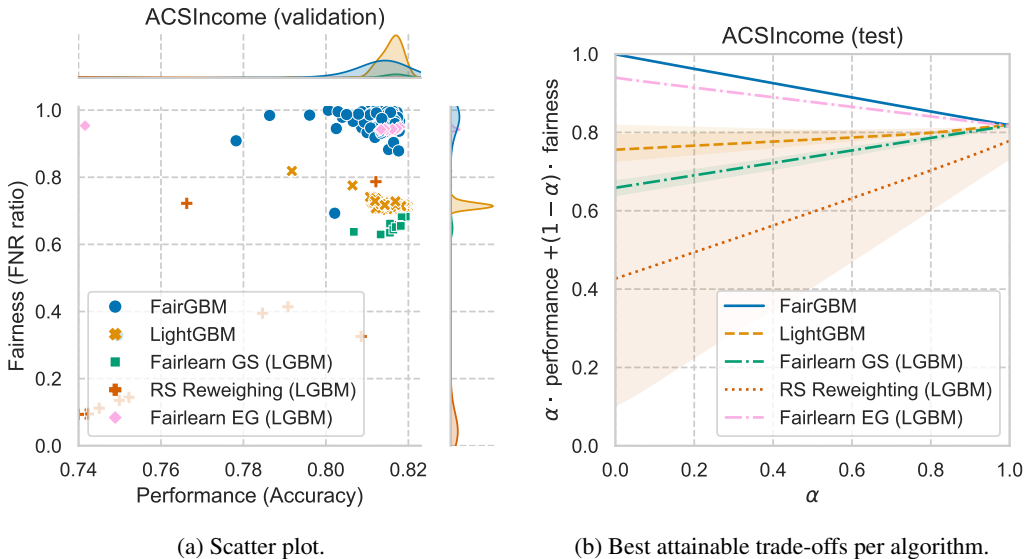 ACSIncome (validation)
Fairness (FNR ratio)
1.0
0.8
0.6
0.4
0.2
0.0
FairGBM
LightGBM
Fairlearn GS (LGBM)
RS Reweighing (LGBM)
Fairlearn EG (LGBM)
0.74 0.76 0.78 0.80 0.82
Performance (Accuracy)
(a) Scatter plot.
ACSIncome (test)
α · performance +(1 − α) · fairness
1.0
0.8
0.6
0.4
0.2
0.0
FairGBM
LightGBM
Fairlearn GS (LGBM)
RS Reweighting (LGBM)
Fairlearn EG (LGBM)
0.0 0.2 0.4 0.6 0.8 1.0
α
(b) Best attainable trade-offs per algorithm.